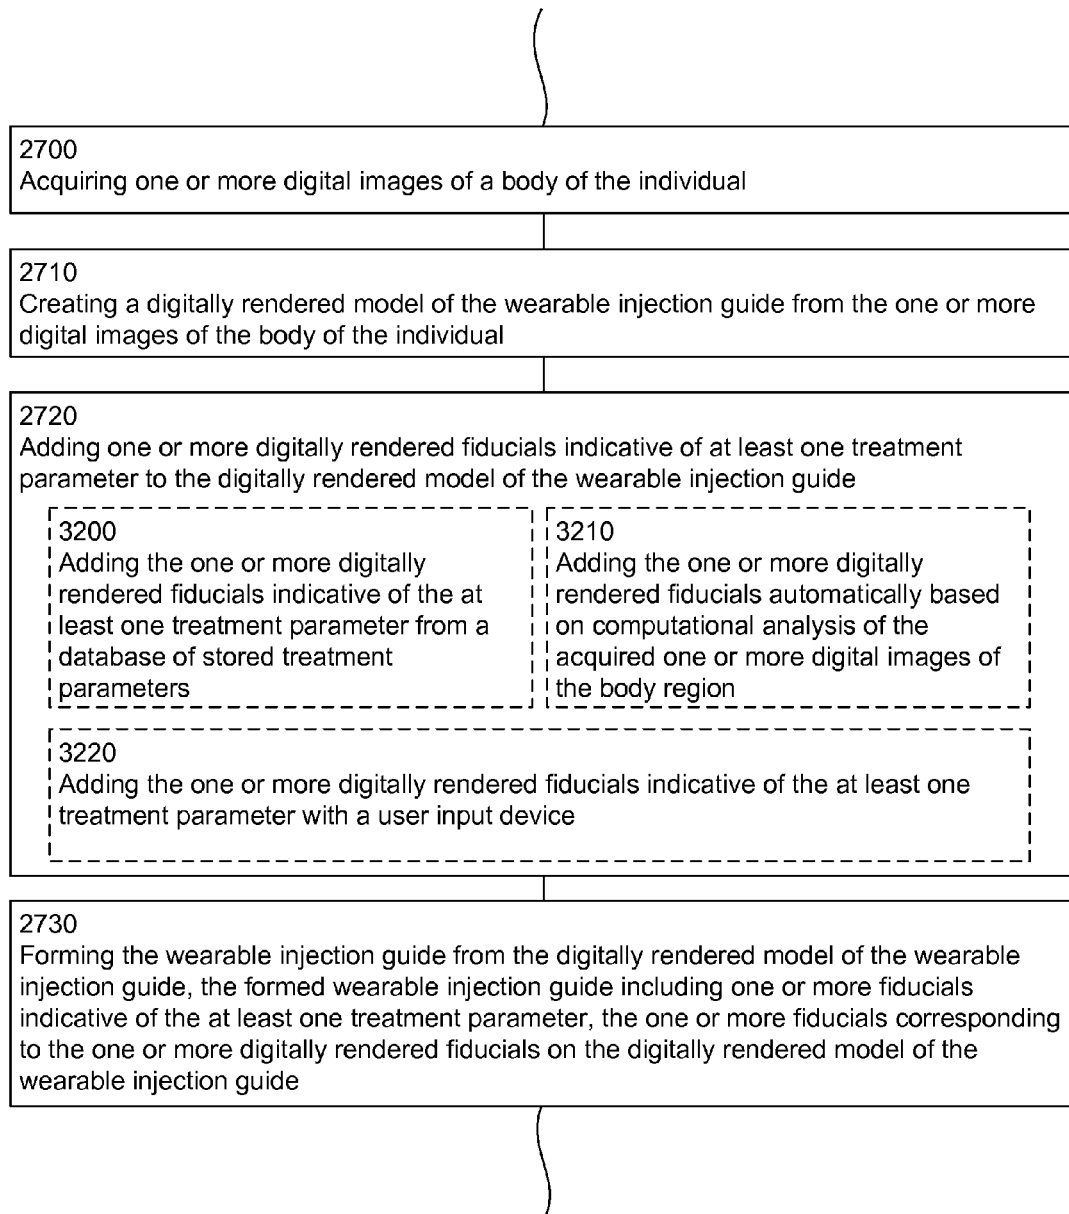 2700
Acquiring one or more digital images of a body of the individual
2710
Creating a digitally rendered model of the wearable injection guide from the one or more
digital images of the body of the individual
2720
Adding one or more digitally rendered fiducials indicative of at least one treatment
parameter to the digitally rendered model of the wearable injection guide
3200
Adding the one or more digitally
rendered fiducials indicative of the at
least one treatment parameter from a
database of stored treatment
parameters
3210
Adding the one or more digitally
rendered fiducials automatically based
on computational analysis of the
acquired one or more digital images of
the body region
3220
Adding the one or more digitally rendered fiducials indicative of the at least one
treatment parameter with a user input device
2730
Forming the wearable injection guide from the digitally rendered model of the wearable
injection guide, the formed wearable injection guide including one or more fiducials
indicative of the at least one treatment parameter, the one or more fiducials corresponding
to the one or more digitally rendered fiducials on the digitally rendered model of the
wearable injection guide